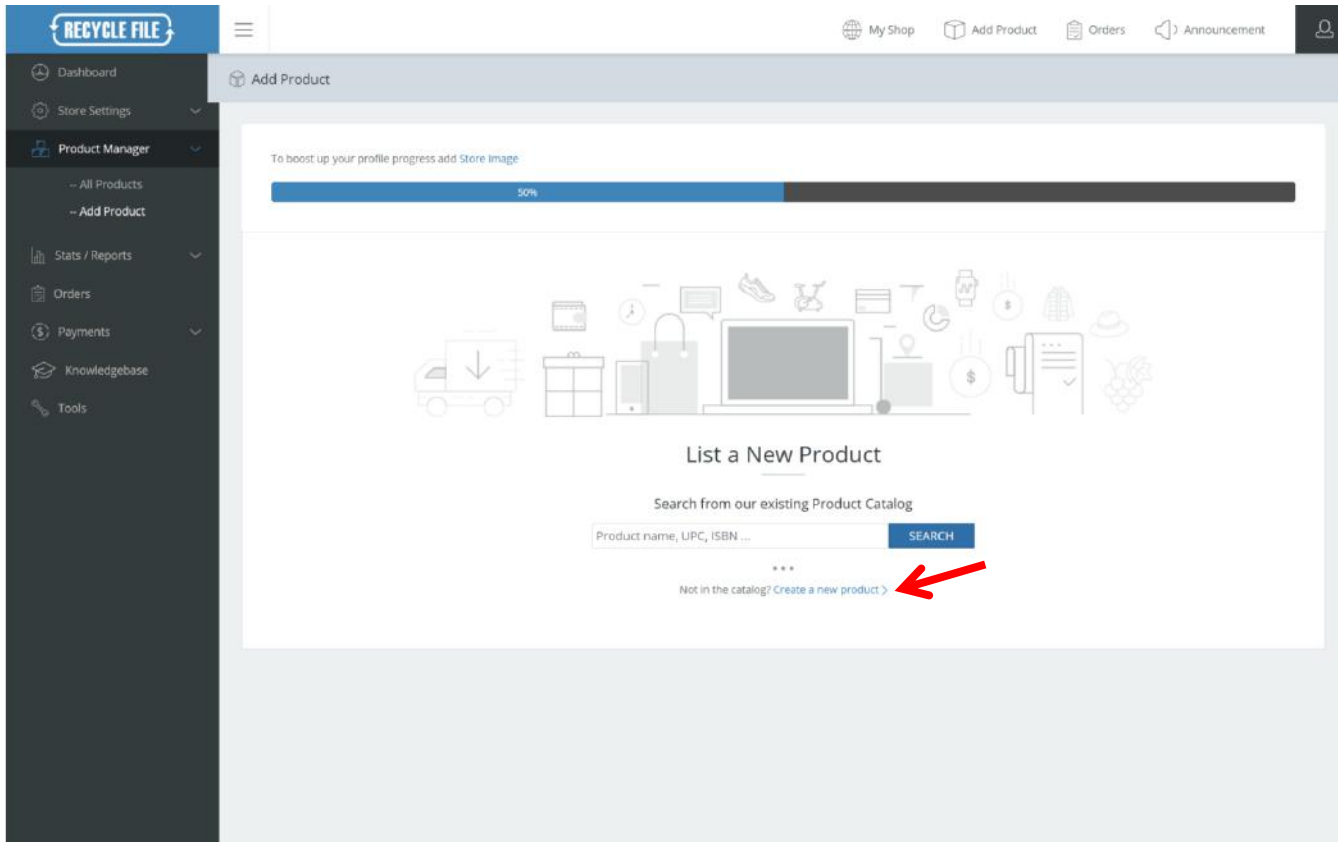 RECYCLE FILE
My Shop
Add Product
Orders
Announcement
Dashboard
Store Settings
Product Manager
-- All Products
-- Add Product
Stats / Reports
Orders
Payments
Knowledgebase
Tools
Add Product
To boost up your profile progress add Store Image
50%
$
$
List a New Product
Search from our existing Product Catalog
Product name, UPC, ISBN ...
SEARCH
Not in the catalog? Create a new product >